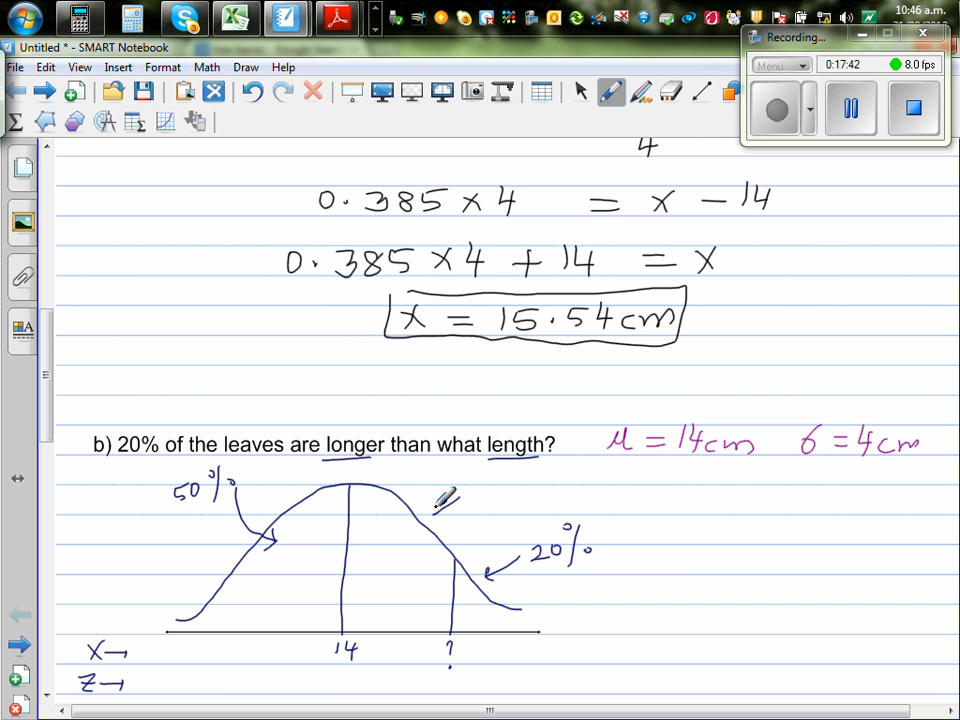 10:46 a.m.
Untitled * - SMART Notebook
Recording...
File Edit View Insert Format Math Draw Help
Menu 0:17:42 8.0 fps
4
0.385 × 4 = x - 14
0.385 × 4 + 14 = x
x = 15.54 cm
b) 20% of the leaves are longer than what length? μ = 14cm σ = 4cm
50%
20%
X→ 14 ?
Z→